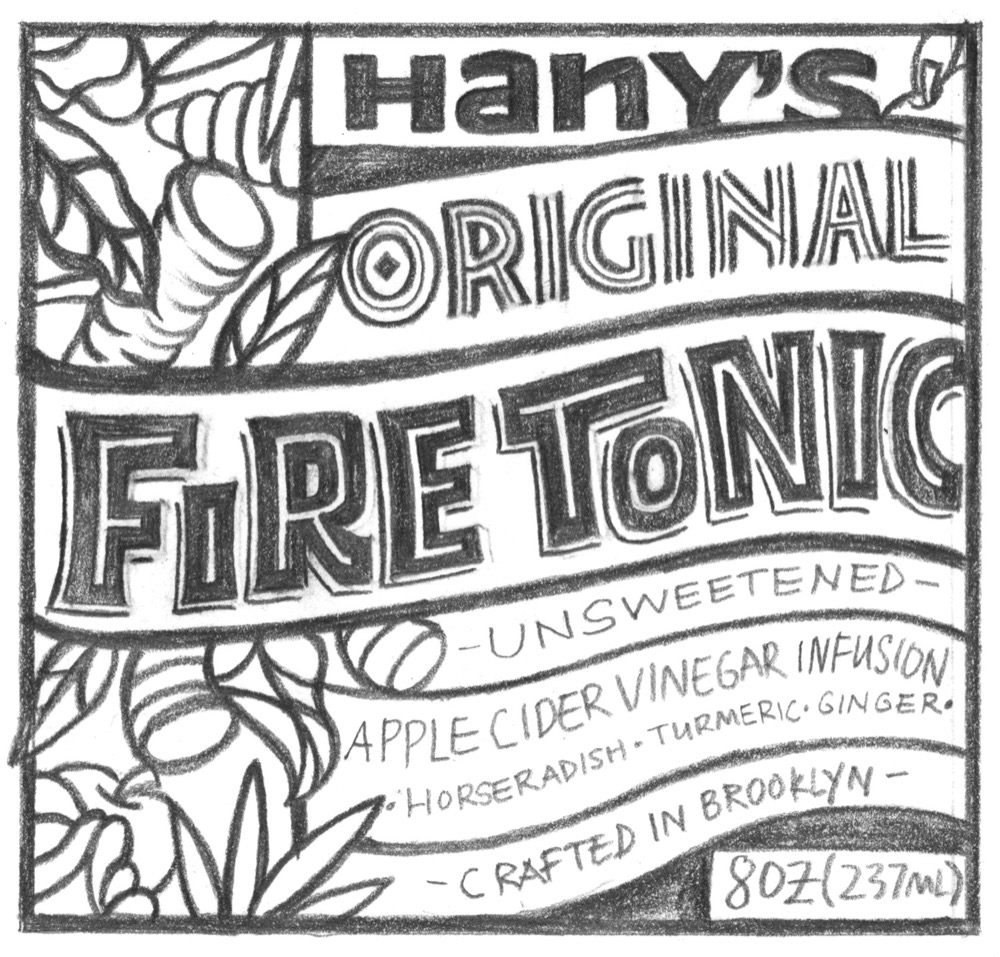 Hany's
ORIGINAL
FIRE TONIC
-UNSWEETENED-
APPLE CIDER VINEGAR INFUSION
·HORSERADISH·TURMERIC·GINGER·
-CRAFTED IN BROOKLYN-
8OZ(237ML)